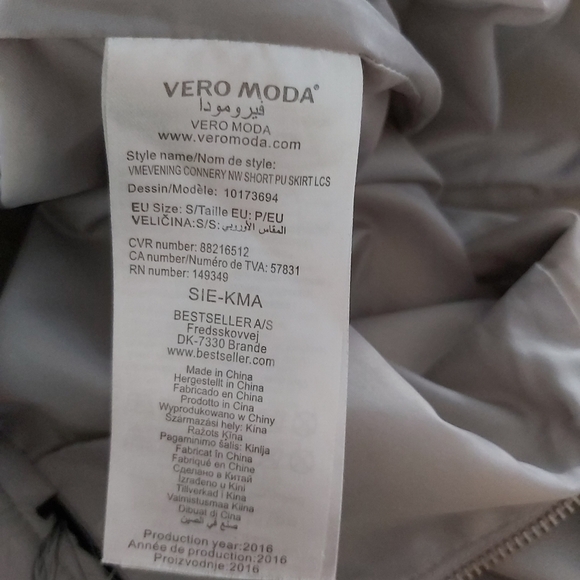 VERO MODA®
فيرومودا
VERO MODA
www.veromoda.com
Style name/Nom de style:
VMEVENING CONNERY NW SHORT PU SKIRT LCS
Dessin/Modèle: 10173694
EU Size: S/Taille EU: P/EU
VELIČINA:S/S: المقاس الأوروبي
CVR number: 88216512
CA number/Numéro de TVA: 57831
RN number: 149349
SIE-KMA
BESTSELLER A/S
Fredsskovvej
DK-7330 Brande
www.bestseller.com
Made in China
Hergestellt in China
Fabricado en China
Prodotto in Cina
Wyprodukowano w Chiny
Származási hely: Kína
Ražots Ķīna
Pagaminimo šalis: Kinija
Fabricat în China
Fabriqué en Chine
Сделано в Китай
Izrađeno u Kini
Tillverkad i Kina
Valmistusmaa Kiina
Dibuat di Cina
صنع في الصين
Production year:2016
Année de production:2016
Proizvodnje :2016